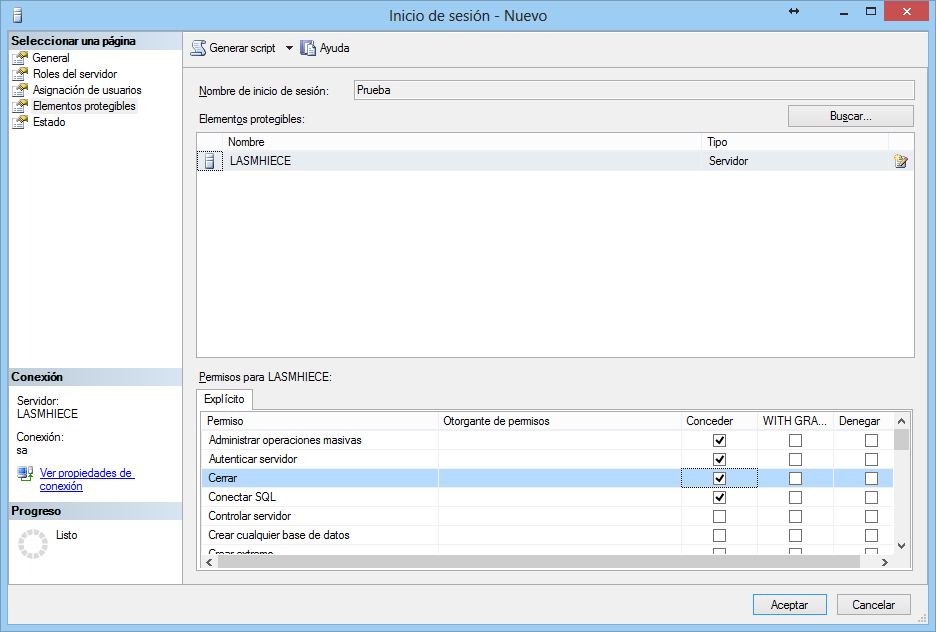 Inicio de sesión - Nuevo
Seleccionar una página
General
Roles del servidor
Asignación de usuarios
Elementos protegibles
Estado
Generar script
Ayuda
Nombre de inicio de sesión:
Prueba
Elementos protegibles:
Buscar...
Nombre
Tipo
LASMHIECE
Servidor
Conexión
Servidor:
LASMHIECE
Conexión:
sa
Ver propiedades de
conexión
Progreso
Listo
Permisos para LASMHIECE:
Explícito
Permiso
Otorgante de permisos
Conceder
WITH GRA...
Denegar
Administrar operaciones masivas
Autenticar servidor
Cerrar
Conectar SQL
Controlar servidor
Crear cualquier base de datos
Crear extremo
Aceptar
Cancelar